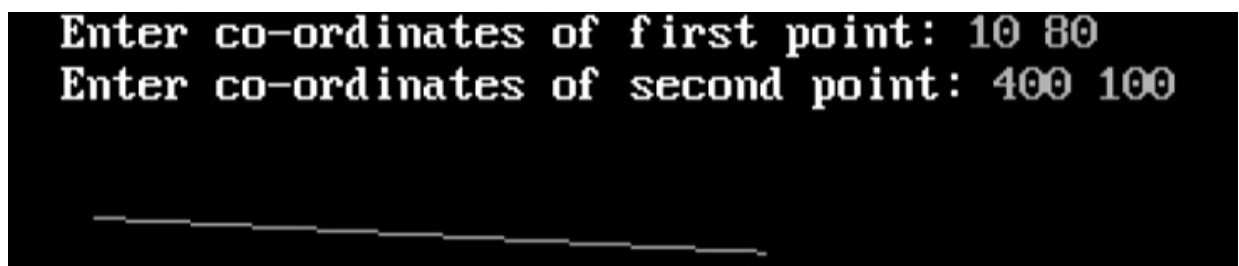 Enter co-ordinates of first point: 10 80
Enter co-ordinates of second point: 400 100